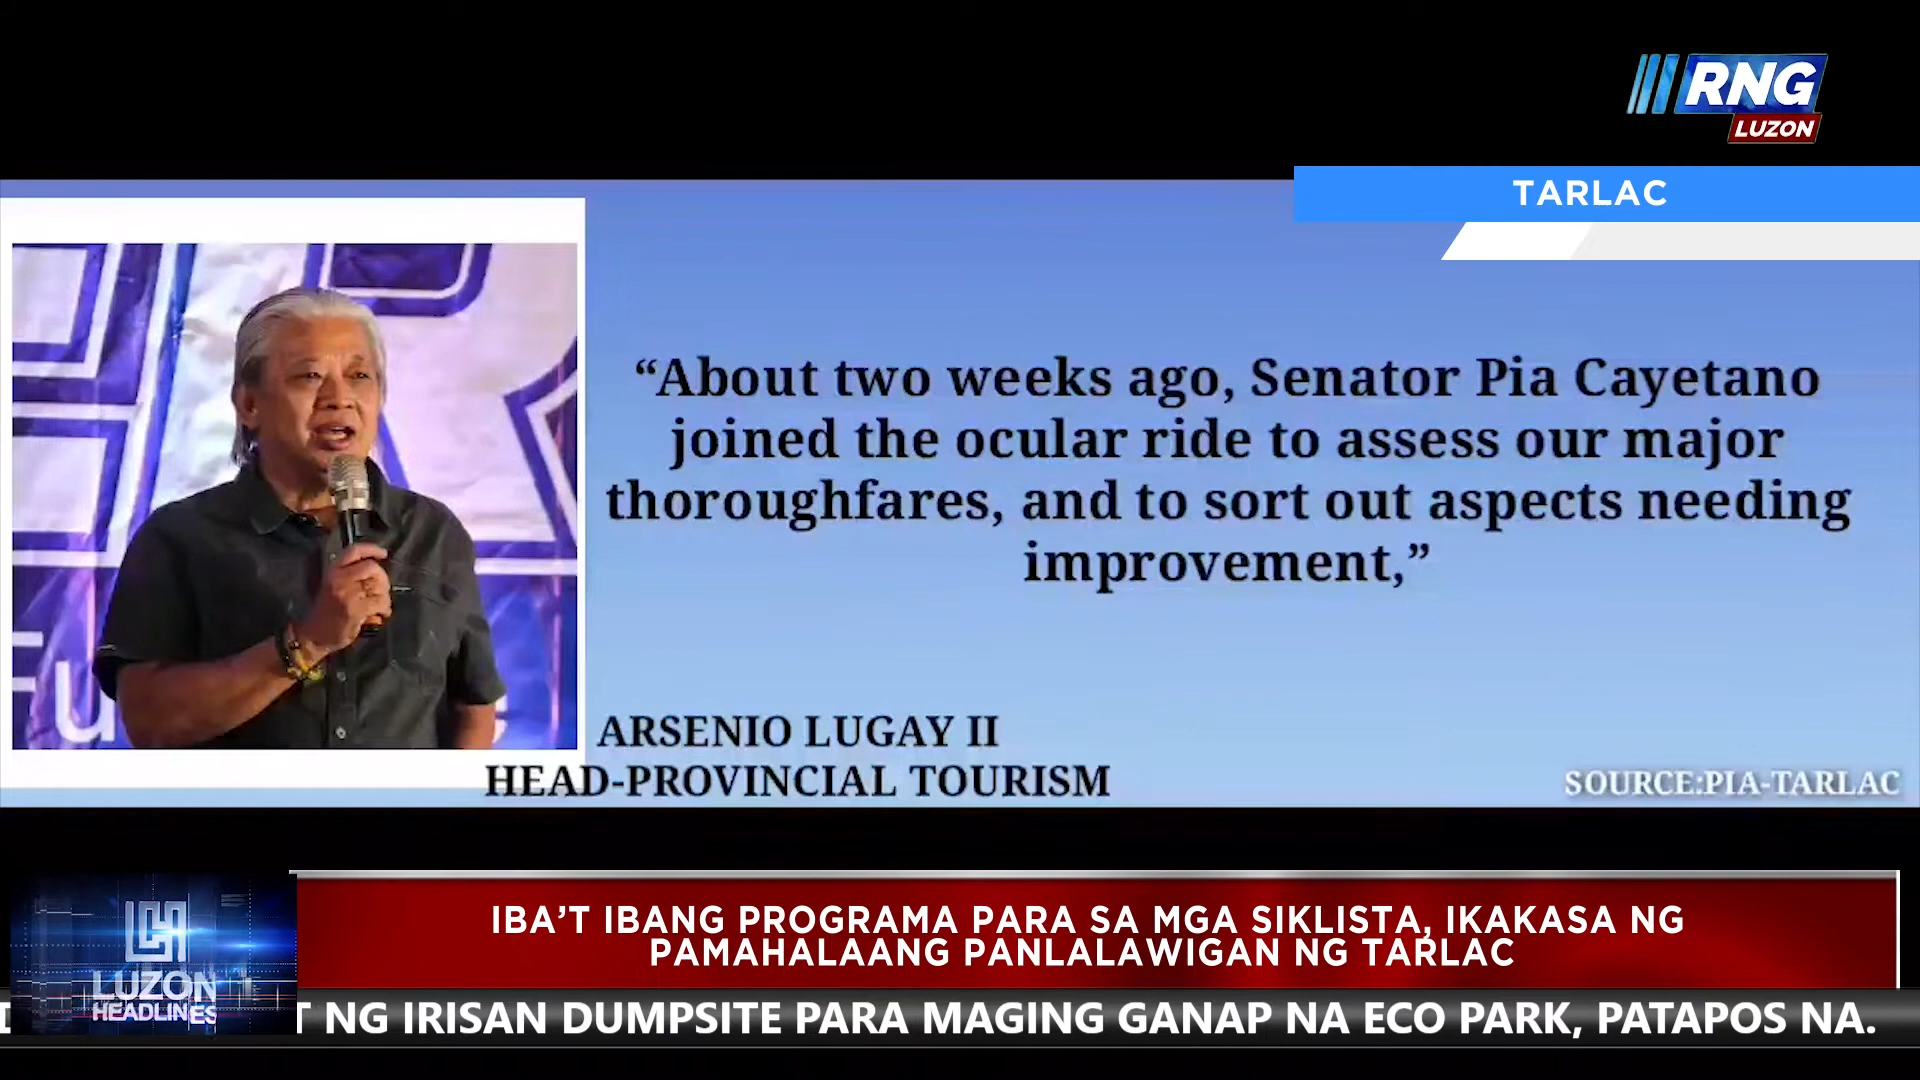 RNG
LUZON
TARLAC
“About two weeks ago, Senator Pia Cayetano
joined the ocular ride to assess our major
thoroughfares, and to sort out aspects needing
improvement,”
ARSENIO LUGAY II
HEAD-PROVINCIAL TOURISM
SOURCE:PIA-TARLAC
IBA’T IBANG PROGRAMA PARA SA MGA SIKLISTA, IKAKASA NG
PAMAHALAANG PANLALAWIGAN NG TARLAC
LUZON
HEADLINES
NG IRISAN DUMPSITE PARA MAGING GANAP NA ECO PARK, PATAPOS NA.